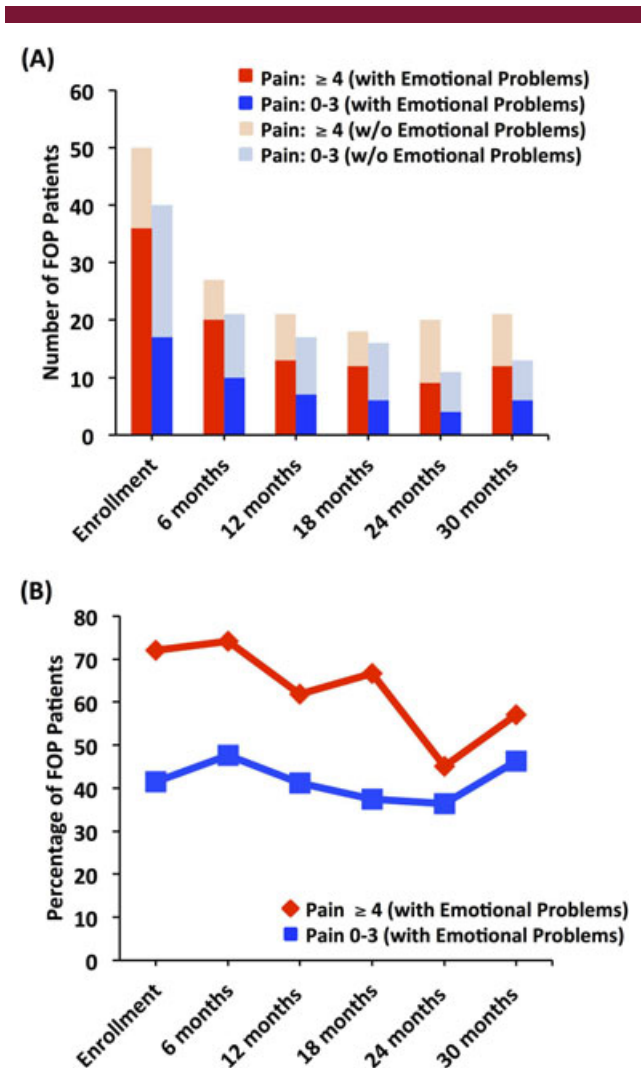 (A)
Pain: ≥ 4 (with Emotional Problems)
Pain: 0-3 (with Emotional Problems)
Pain: ≥ 4 (w/o Emotional Problems)
Pain: 0-3 (w/o Emotional Problems)
Number of FOP Patients
60
50
40
30
20
10
0
Enrollment
6 months
12 months
18 months
24 months
30 months
(B)
Percentage of FOP Patients
80
70
60
50
40
30
20
10
0
Pain ≥ 4 (with Emotional Problems)
Pain 0-3 (with Emotional Problems)
Enrollment
6 months
12 months
18 months
24 months
30 months